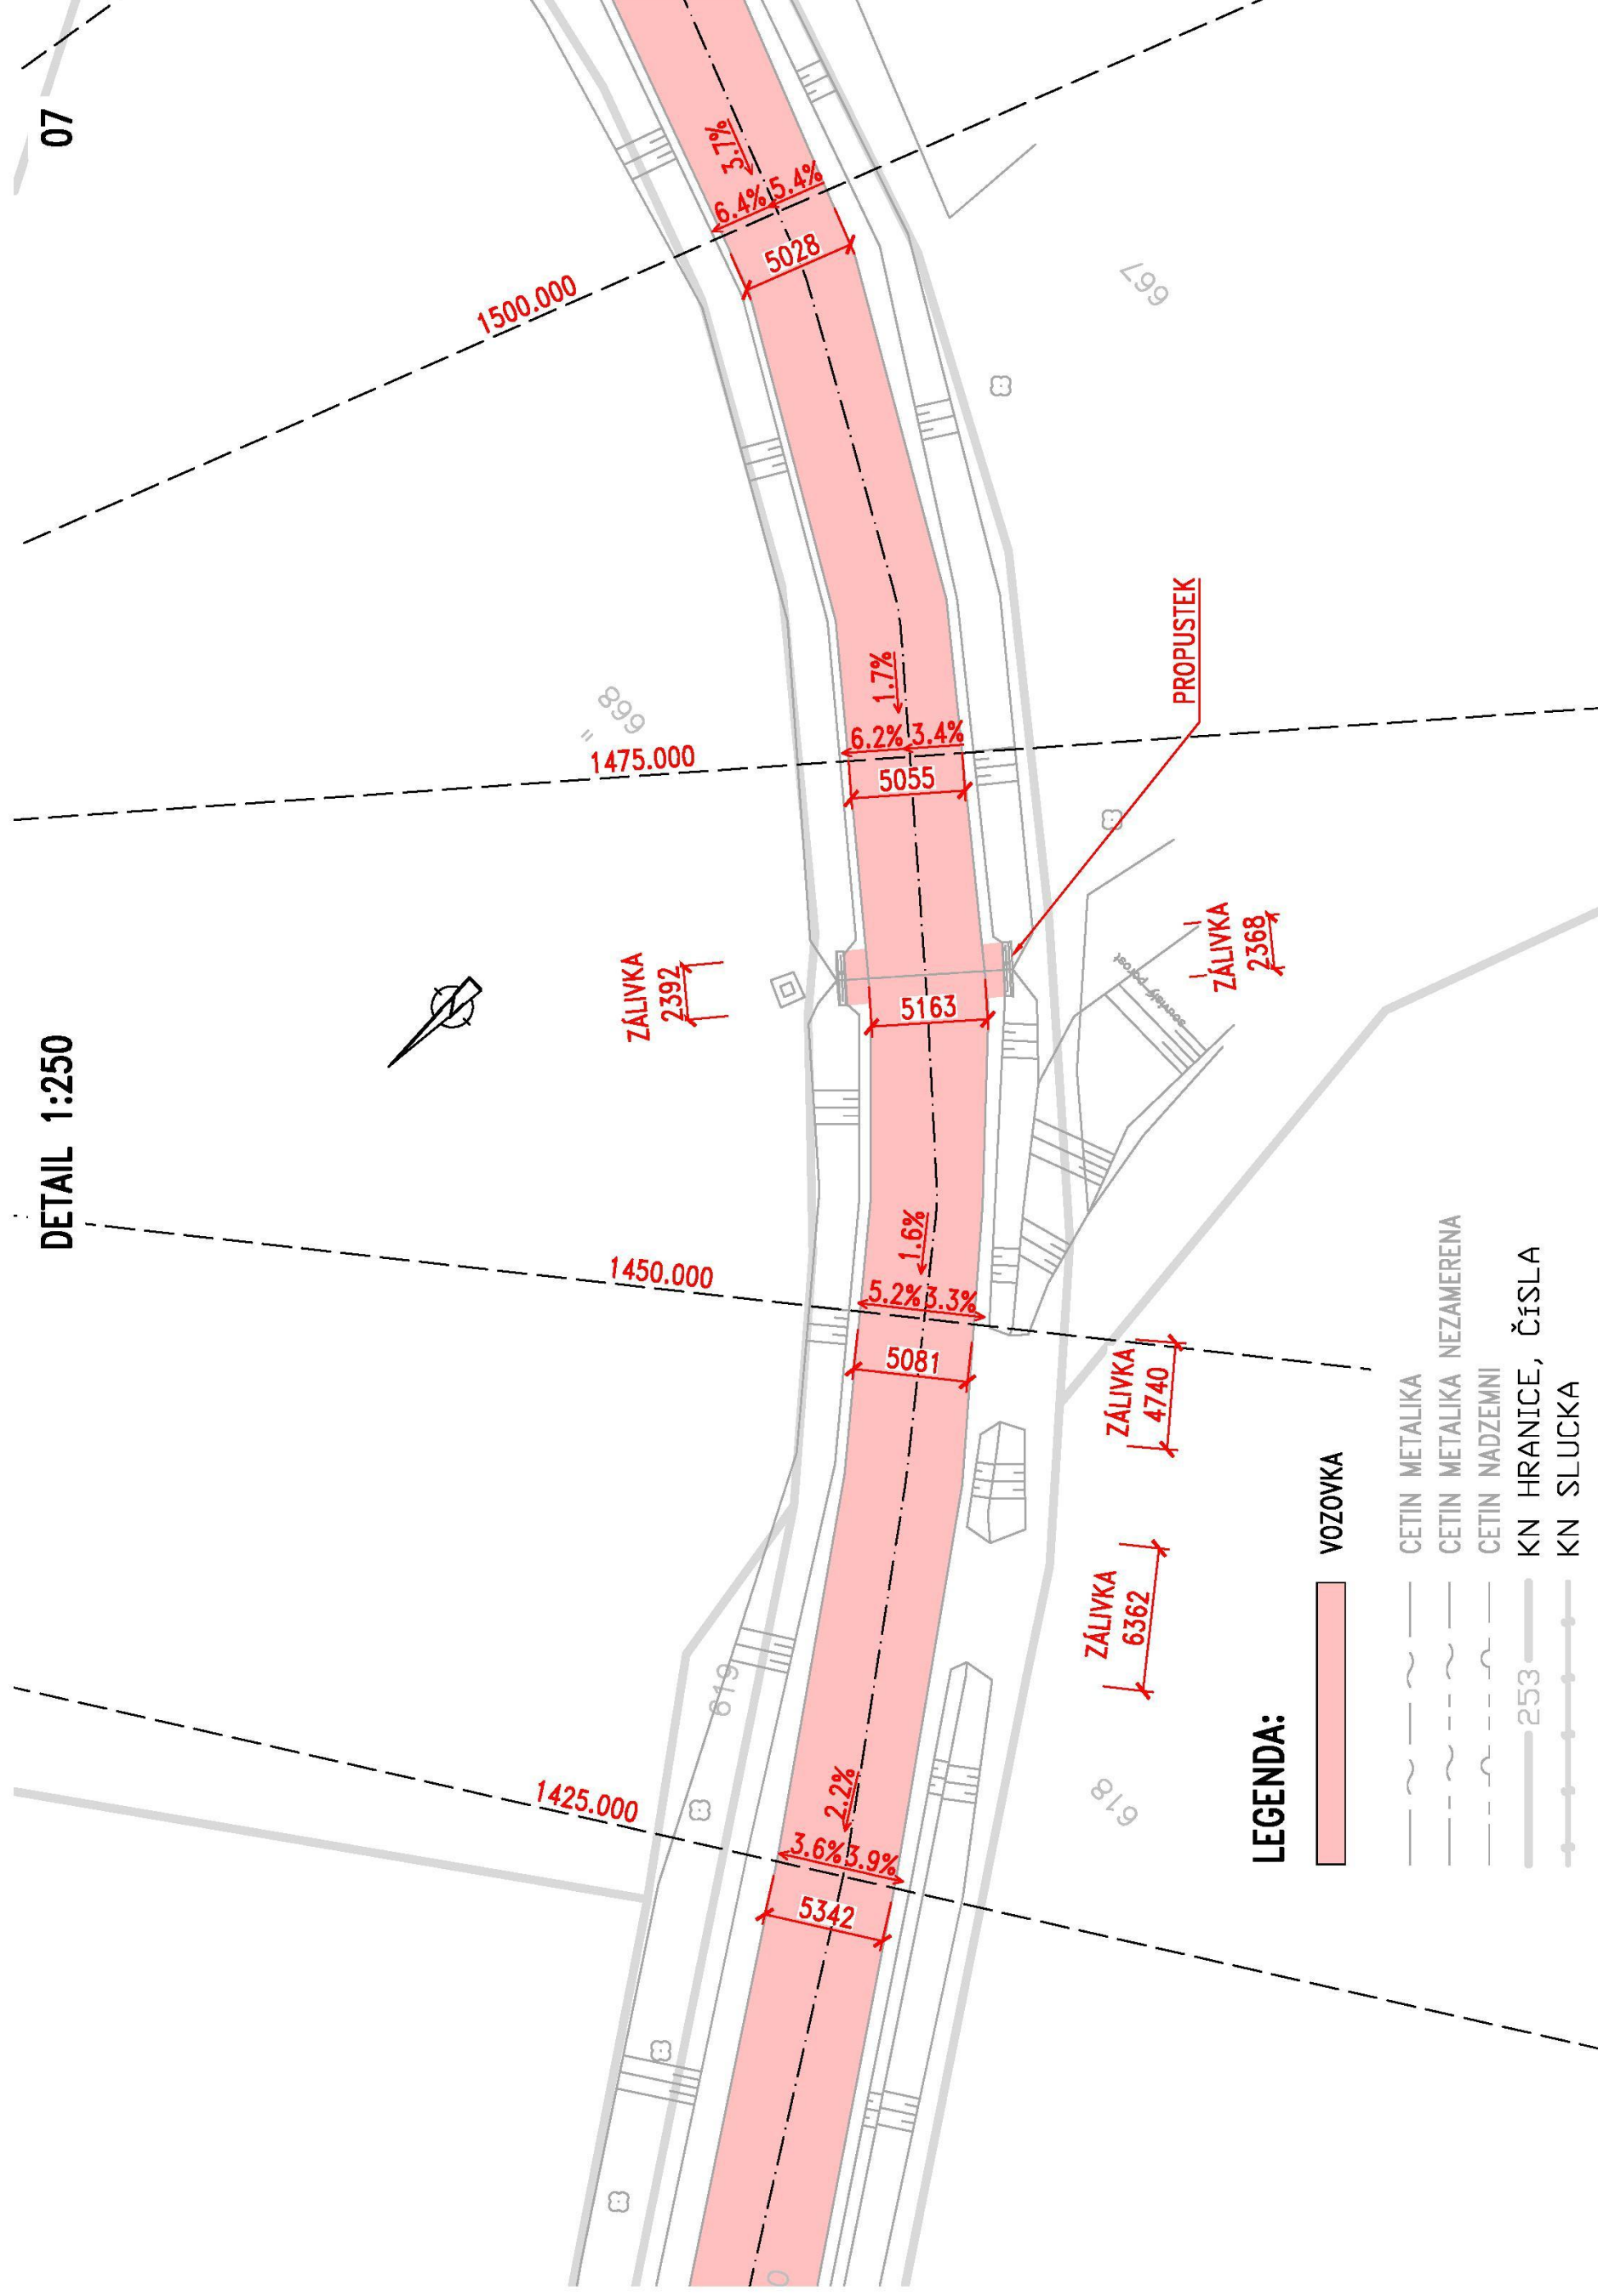 DETAIL 1:250
07
1500.000
3.7%
6.4%
5.4%
5028
667
668
"
1475.000
1.7%
6.2%
3.4%
5055
PROPUSTEK
ZÁLIVKA
2392
5163
ZÁLIVKA
2368
souvislý porost
1450.000
1.6%
5.2%
3.3%
5081
ZÁLIVKA
4740
ZÁLIVKA
6362
619
618
1425.000
2.2%
3.6%
3.9%
5342
0
LEGENDA:
VOZOVKA
CETIN METALIKA
CETIN METALIKA NEZAMERENA
CETIN NADZEMNI
253
KN HRANICE, ČíSLA
KN SLUCKA